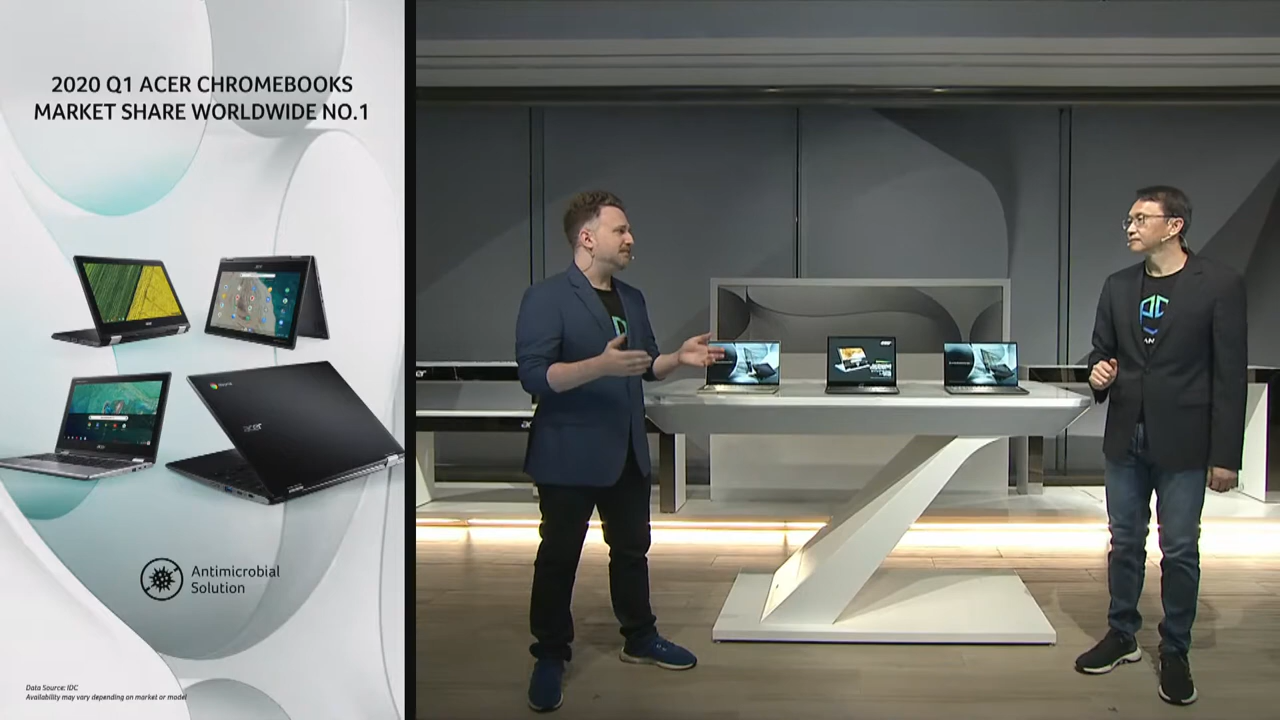 2020 Q1 ACER CHROMEBOOKS
MARKET SHARE WORLDWIDE NO.1
acer
Antimicrobial
Solution
Data Source: IDC
Availability may vary depending on market or model